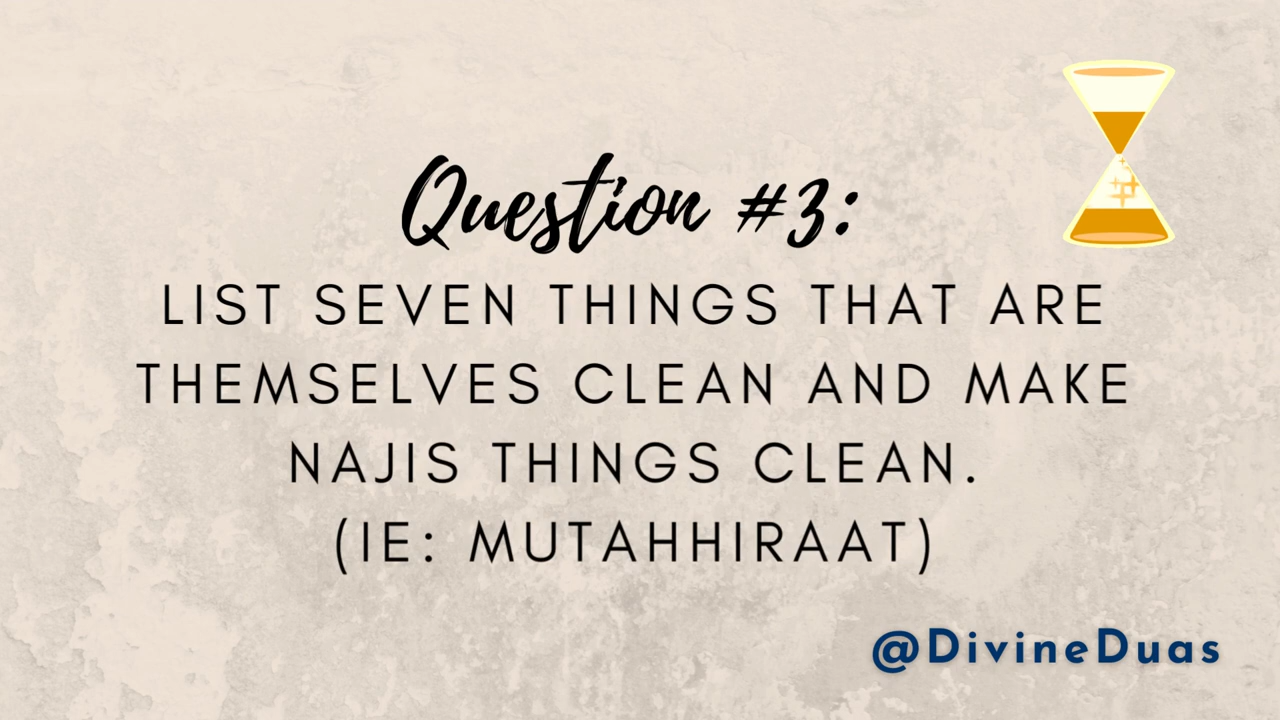 Question #3:
LIST SEVEN THINGS THAT ARE
THEMSELVES CLEAN AND MAKE
NAJIS THINGS CLEAN.
(IE: MUTAHHIRAAT)
@DivineDuas